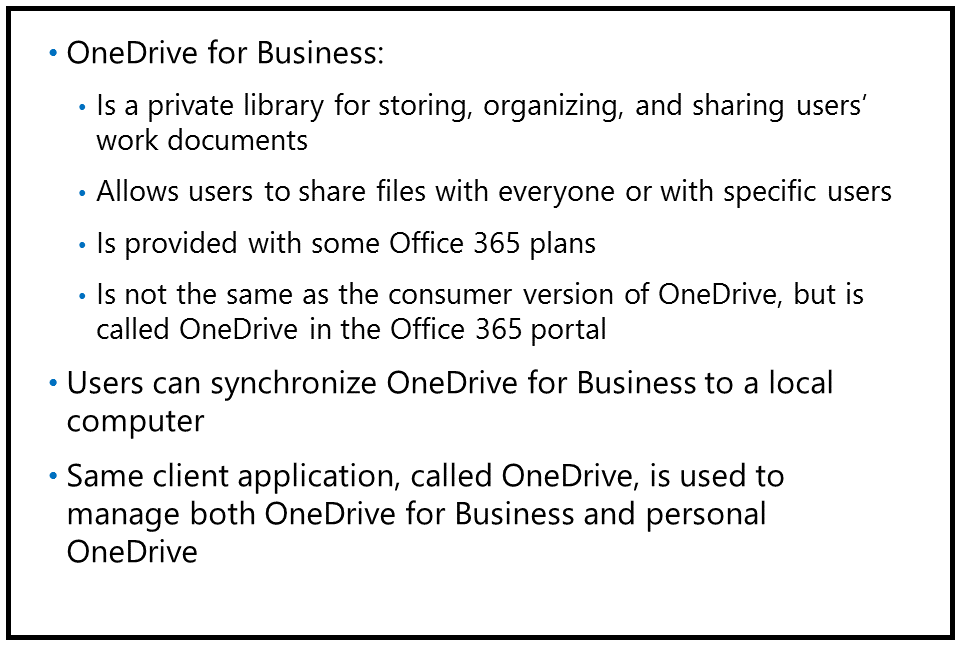 • OneDrive for Business:
• Is a private library for storing, organizing, and sharing users’
work documents
• Allows users to share files with everyone or with specific users
• Is provided with some Office 365 plans
• Is not the same as the consumer version of OneDrive, but is
called OneDrive in the Office 365 portal
• Users can synchronize OneDrive for Business to a local
computer
• Same client application, called OneDrive, is used to
manage both OneDrive for Business and personal
OneDrive